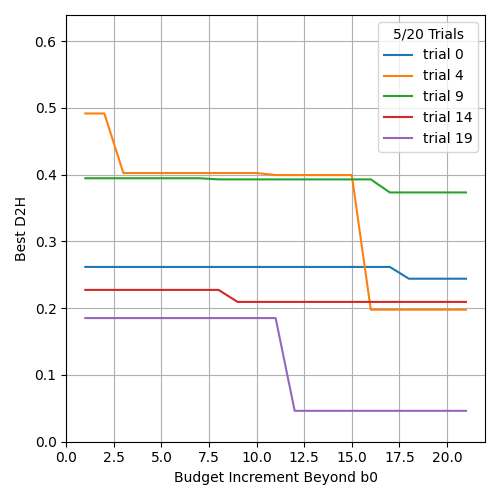 5/20 Trials
trial 0
trial 4
trial 9
trial 14
trial 19
Best D2H
0.6
0.5
0.4
0.3
0.2
0.1
0.0
0.0 2.5 5.0 7.5 10.0 12.5 15.0 17.5 20.0
Budget Increment Beyond b0